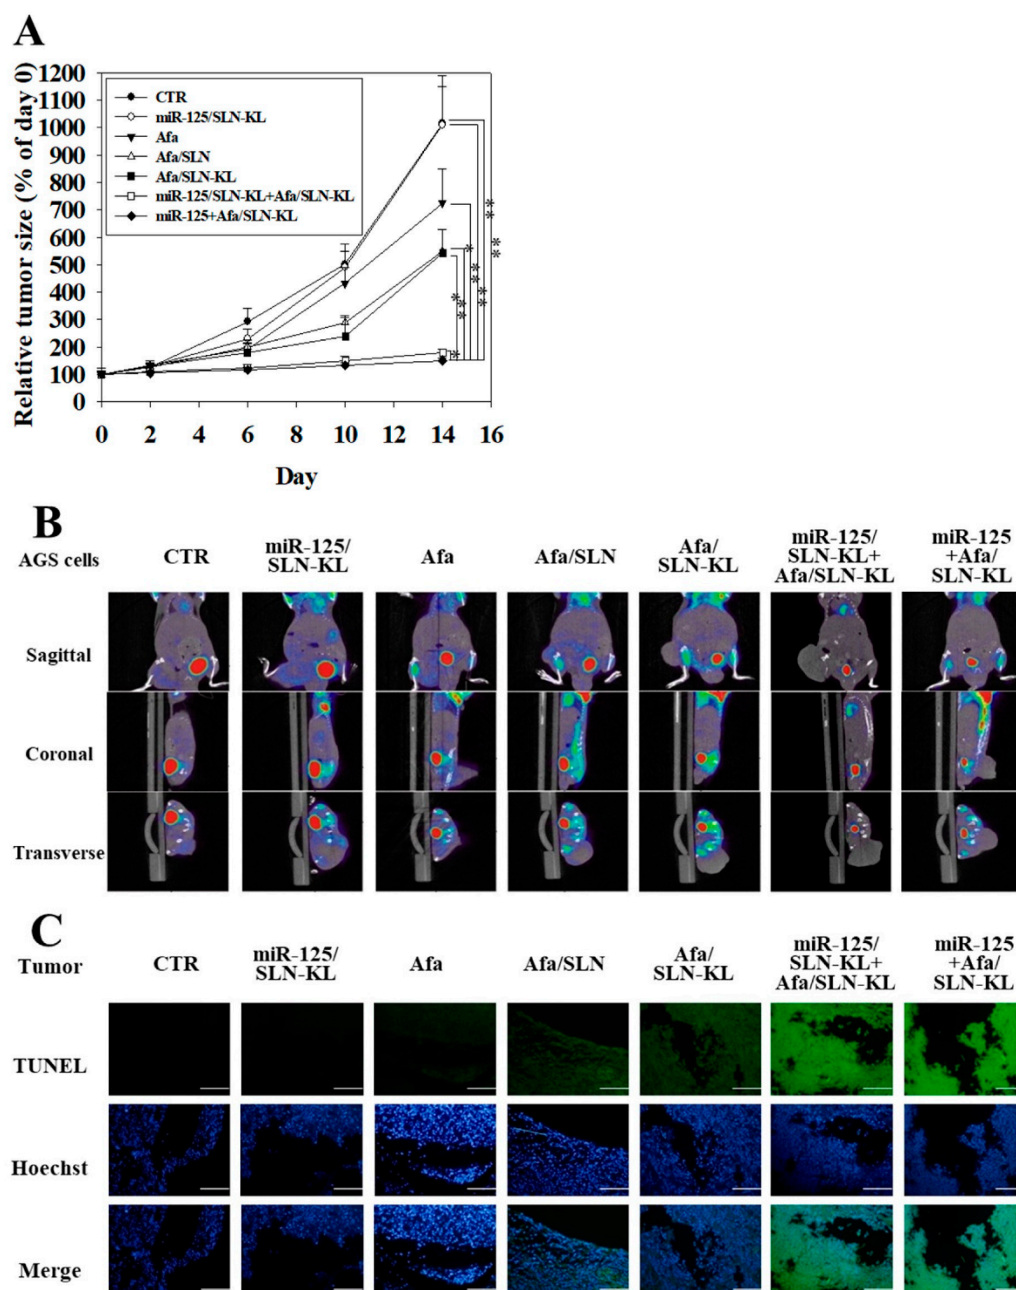 A
Relative tumor size (% of day 0)
1200
1100
1000
900
800
700
600
500
400
300
200
100
0
CTR
miR-125/SLN-KL
Afa
Afa/SLN
Afa/SLN-KL
miR-125/SLN-KL+Afa/SLN-KL
miR-125+Afa/SLN-KL
* *
* *
*
* *
* *
*
* *
*
0 2 4 6 8 10 12 14 16
Day
B
AGS cells
CTR
miR-125/
SLN-KL
Afa
Afa/SLN
Afa/
SLN-KL
miR-125/
SLN-KL+
Afa/SLN-KL
miR-125
+Afa/
SLN-KL
Sagittal
Coronal
Transverse
C
Tumor
CTR
miR-125/
SLN-KL
Afa
Afa/SLN
Afa/
SLN-KL
miR-125/
SLN-KL+
Afa/SLN-KL
miR-125
+Afa/
SLN-KL
TUNEL
Hoechst
Merge